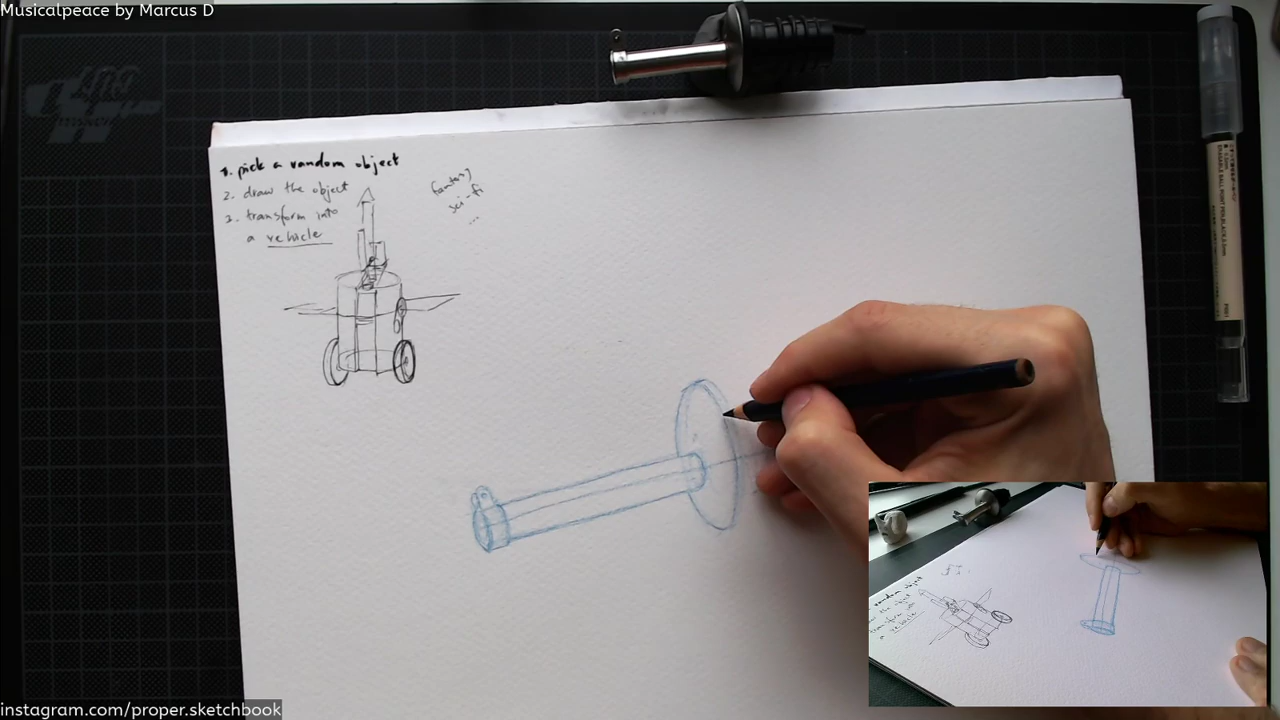 Musicalpeace by Marcus D
1. pick a random object
2. draw the object
3. transform into
a vehicle
fantasy
sci-fi
...
instagram.com/proper.sketchbook